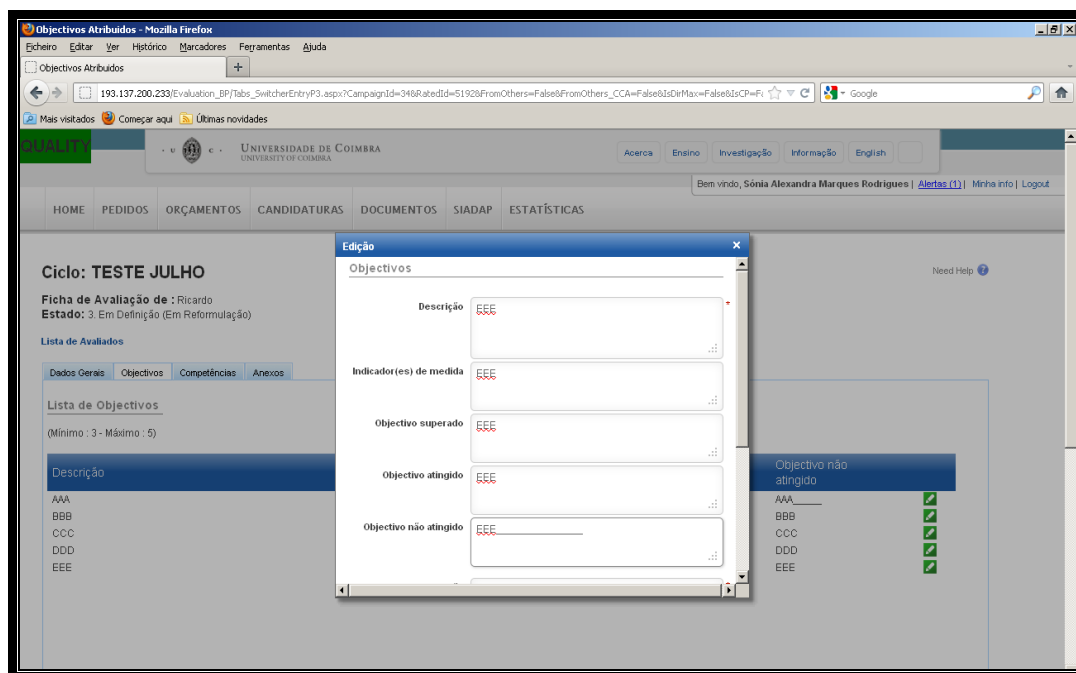 Objectivos Atribuidos - Mozilla Firefox
Ficheiro Editar Ver Histórico Marcadores Ferramentas Ajuda
Objectivos Atribuidos +
193.137.200.233/Evaluation_BP/Tabs_SwitcherEntryP3.aspx?CampaignId=34&RatedId=5192&FromOthers=False&FromOthers_CCA=False&IsDirMax=False&IsCP=F Google
Mais visitados Começar aqui Últimas novidades
QUALITY
· U C · UNIVERSIDADE DE COIMBRA
UNIVERSITY OF COIMBRA
Acerca Ensino Investigação Informação English
Bem vindo, Sónia Alexandra Marques Rodrigues | Alertas (1) | Minha info | Logout
HOME PEDIDOS ORÇAMENTOS CANDIDATURAS DOCUMENTOS SIADAP ESTATÍSTICAS
Edição ×
Objectivos
Descrição EEE *
Indicador(es) de medida EEE
Objectivo superado EEE
Objectivo atingido EEE
Objectivo não atingido EEE_______________
Ciclo: TESTE JULHO
Need Help ?
Ficha de Avaliação de : Ricardo
Estado: 3. Em Definição (Em Reformulação)
Lista de Avaliados
Dados Gerais Objectivos Competências Anexos
Lista de Objectivos
(Mínimo : 3 - Máximo : 5)
Descrição
Objectivo não
atingido
AAA AAA_____
BBB BBB
CCC CCC
DDD DDD
EEE EEE